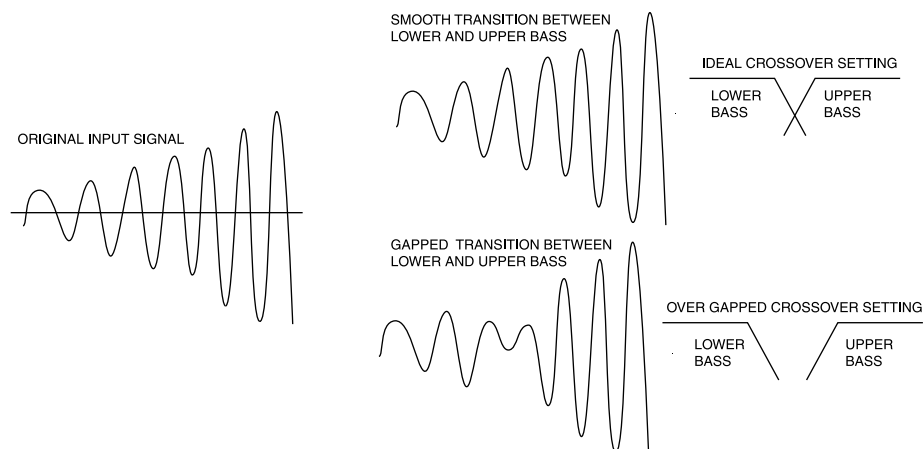 ORIGINAL INPUT SIGNAL
SMOOTH TRANSITION BETWEEN
LOWER AND UPPER BASS
IDEAL CROSSOVER SETTING
LOWER
BASS
UPPER
BASS
GAPPED TRANSITION BETWEEN
LOWER AND UPPER BASS
OVER GAPPED CROSSOVER SETTING
LOWER
BASS
UPPER
BASS